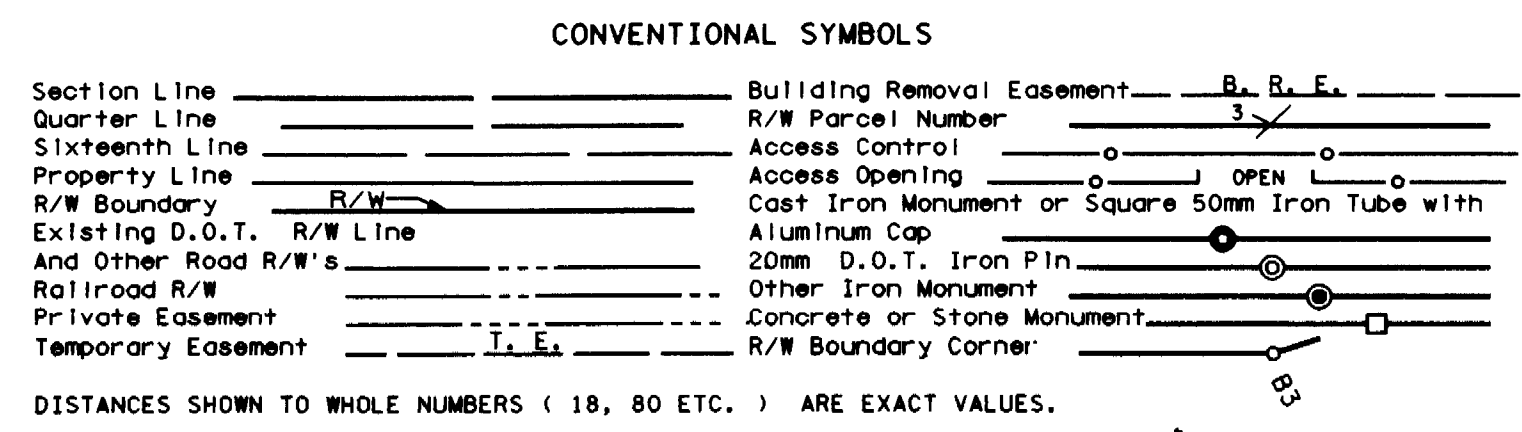 CONVENTIONAL SYMBOLS
Section Line
Quarter Line
Sixteenth Line
Property Line
R/W Boundary R/W
Existing D.O.T. R/W Line
And Other Road R/W's
Railroad R/W
Private Easement
Temporary Easement T. E.
Building Removal Easement B. R. E.
R/W Parcel Number 3
Access Control
Access Opening OPEN
Cast Iron Monument or Square 50mm Iron Tube with
Aluminum Cap
20mm D.O.T. Iron Pin
Other Iron Monument
Concrete or Stone Monument
R/W Boundary Corner
B3
DISTANCES SHOWN TO WHOLE NUMBERS ( 18, 80 ETC. ) ARE EXACT VALUES.